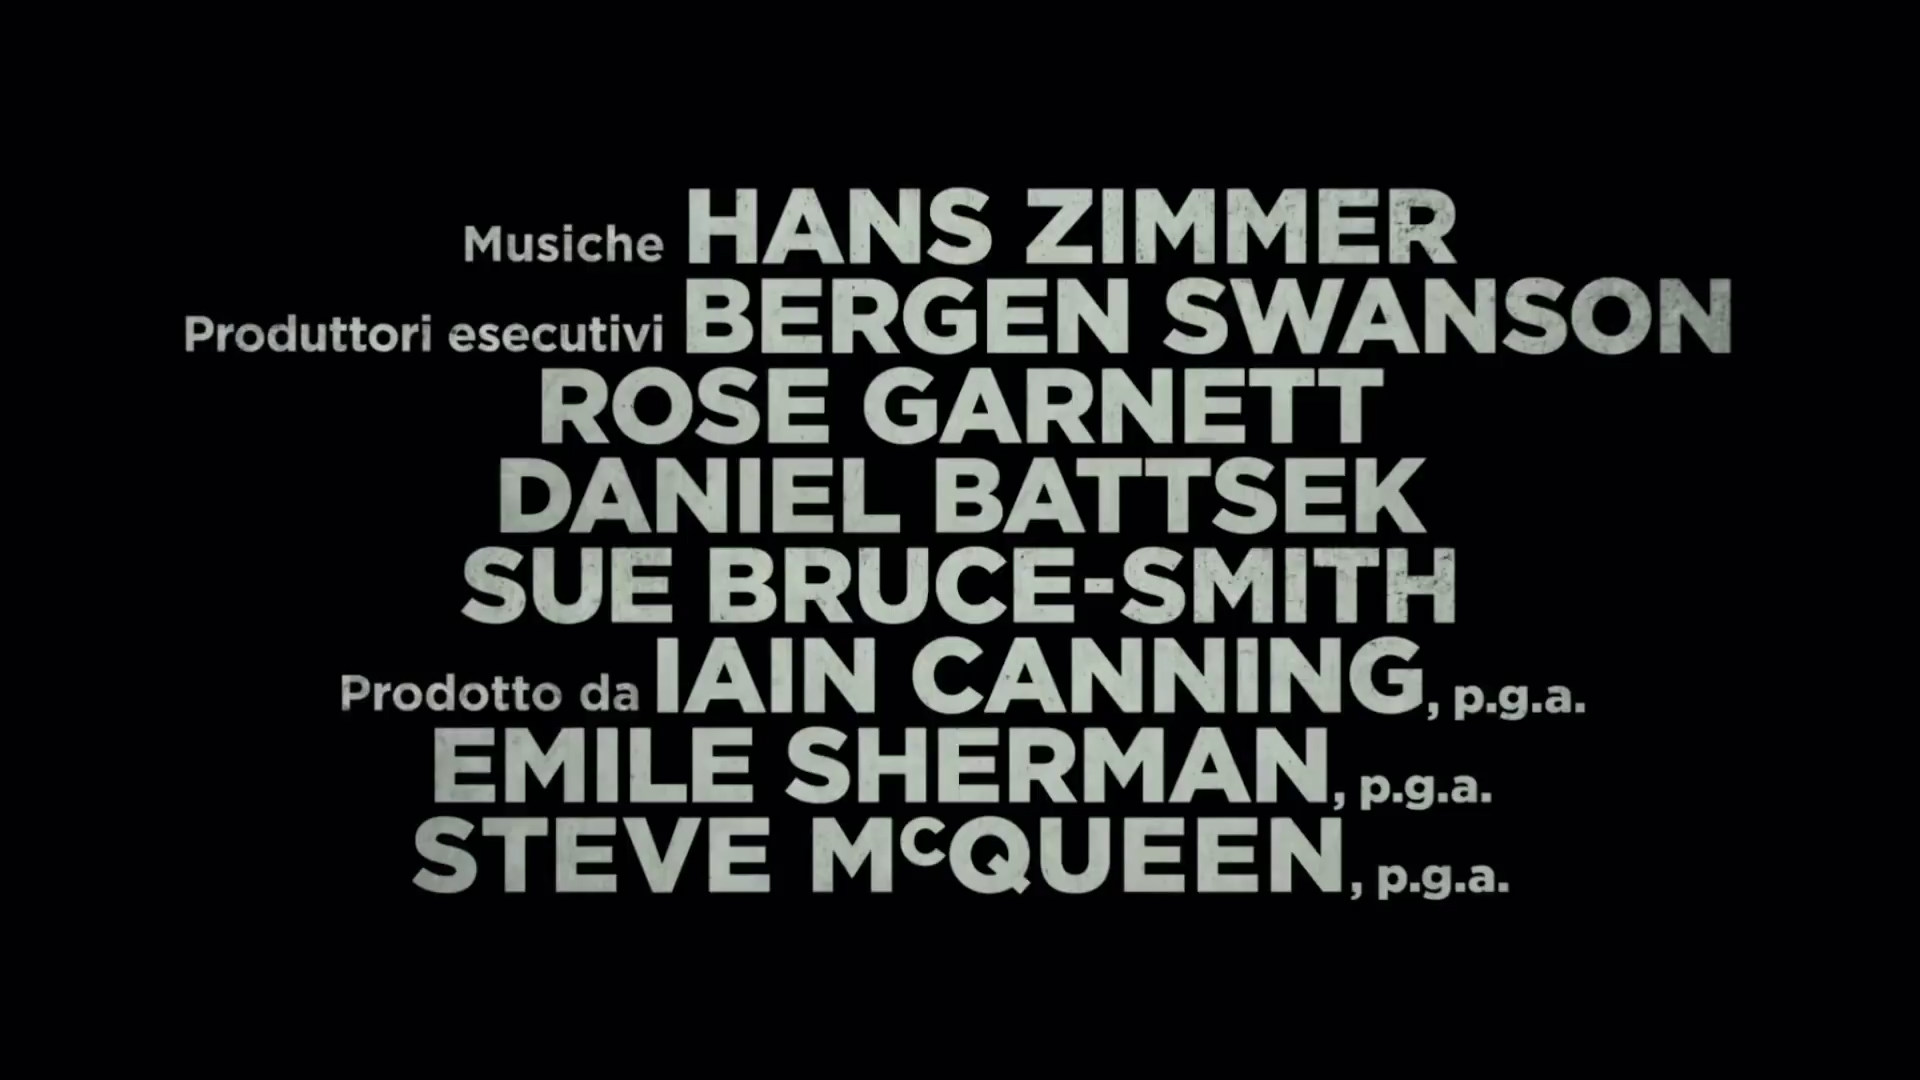 Musiche HANS ZIMMER
Produttori esecutivi BERGEN SWANSON
ROSE GARNETT
DANIEL BATTSEK
SUE BRUCE-SMITH
Prodotto da IAIN CANNING, p.g.a.
EMILE SHERMAN, p.g.a.
STEVE McQUEEN, p.g.a.